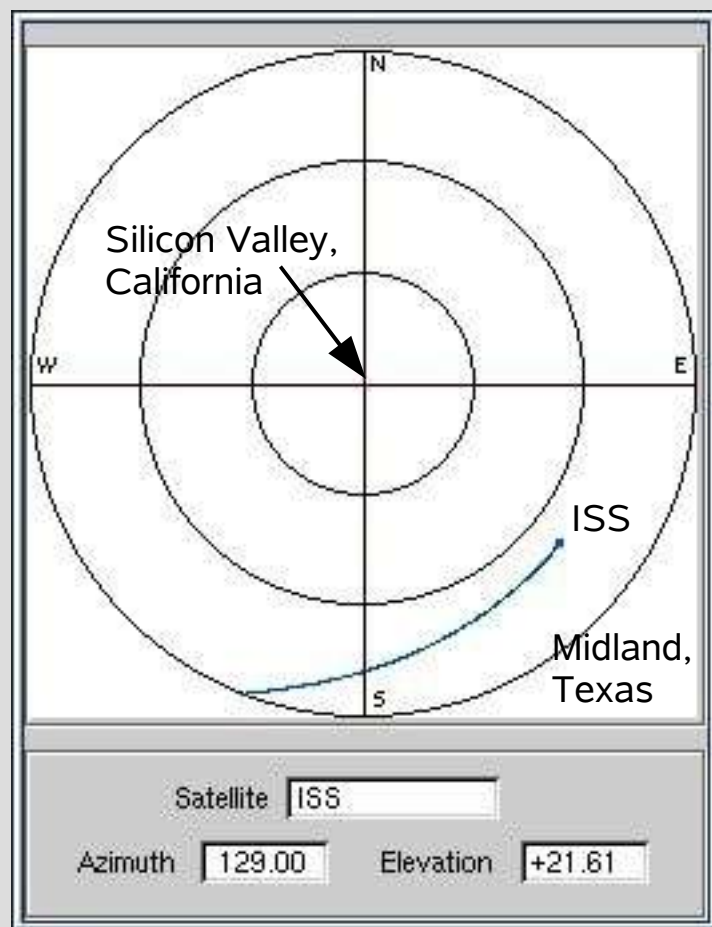 N
Silicon Valley,
California
W
E
ISS
Midland,
Texas
S
Satellite ISS
Azimuth 129.00 Elevation +21.61